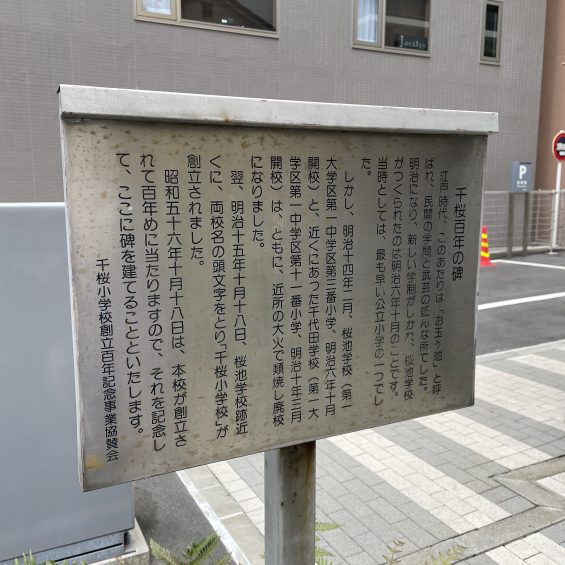 千桜百年の碑
江戸時代、このあたりは「お玉ヶ池」と呼
ばれ、民間の学問と武芸の盛んな所でした。
明治になり、新しい学制がしかれ、桜池学校
がつくられたのは明治六年十月のことです。
当時としては、最も早い公立小学の一つでし
た。
しかし、明治十四年二月、桜池学校（第一
大学区第一中学区第三番小学、明治六年十月
開校）と、近くにあった千代田学校（第一大
学区第一中学区第十一番小学、明治十年三月
開校）は、ともに、近所の大火で類焼し廃校
になりました。
翌、明治十五年十月十八日、桜池学校跡近
くに、両校名の頭文字をとり「千桜小学校」が
創立されました。
昭和五十六年十月十八日は、本校が創立さ
れて百年めに当たりますので、それを記念し
て、ここに碑を建てることといたします。
千桜小学校創立百年記念事業協賛会
P